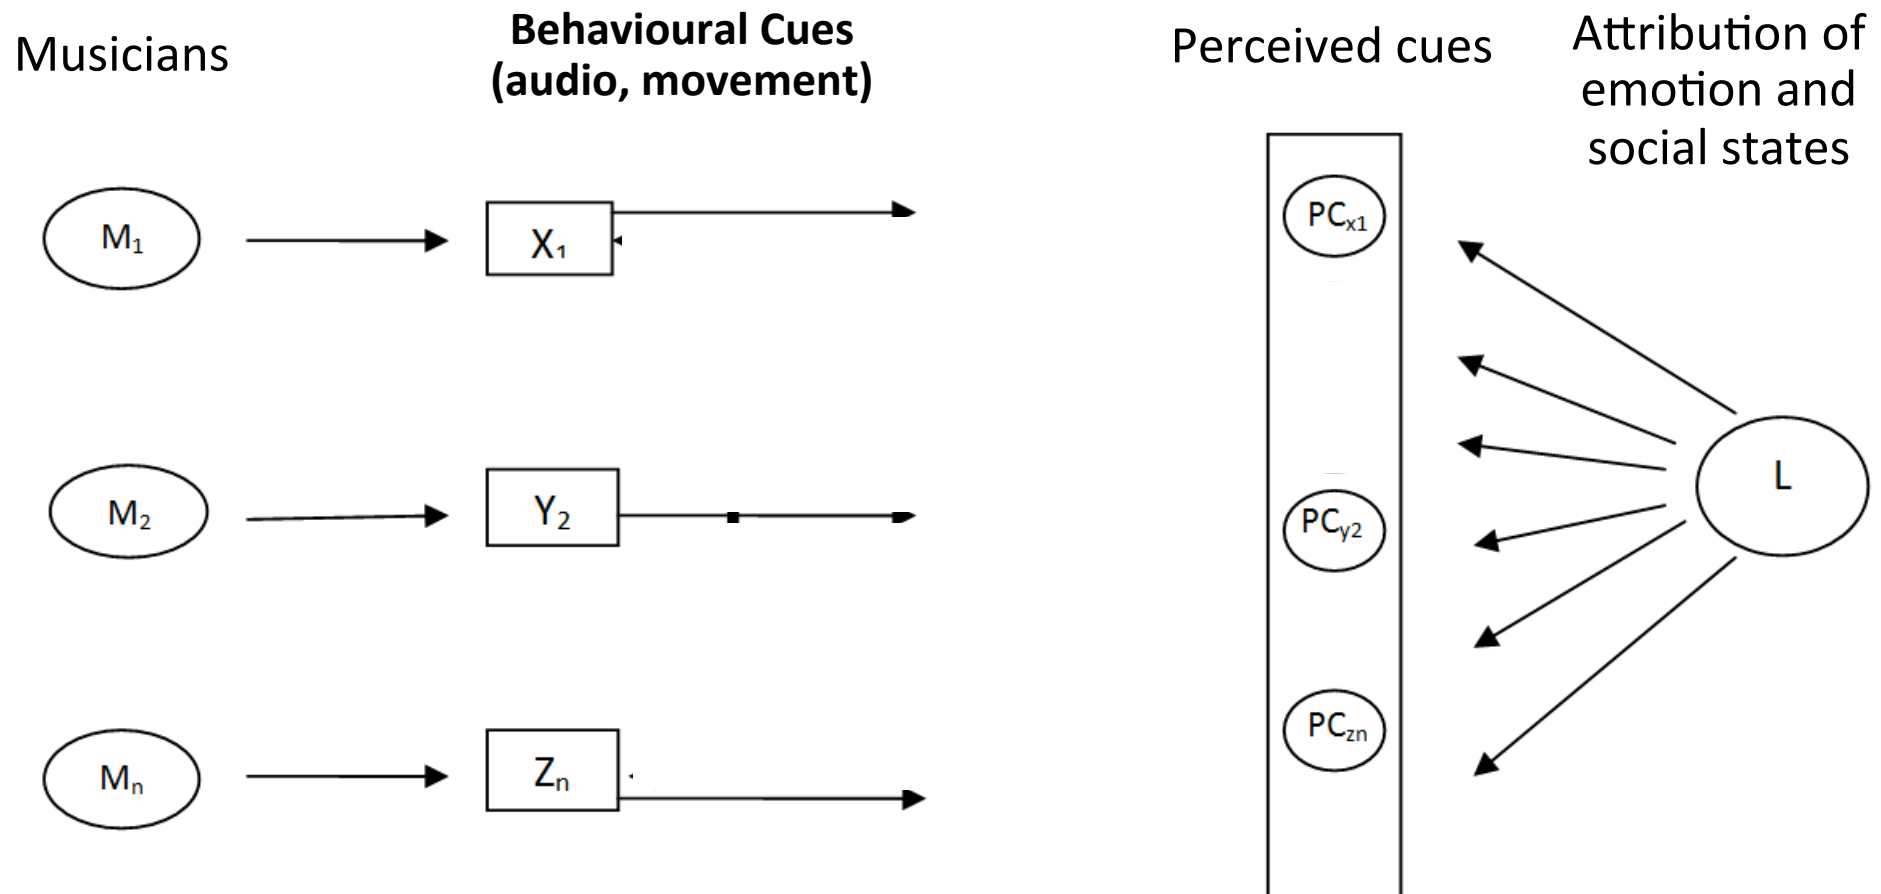 Musicians
Behavioural Cues
(audio, movement)
Perceived cues
Attribution of
emotion and
social states
M₁
X₁
PCₓ₁
M₂
Y₂
PCy₂
L
Mₙ
Zₙ
PCzₙ